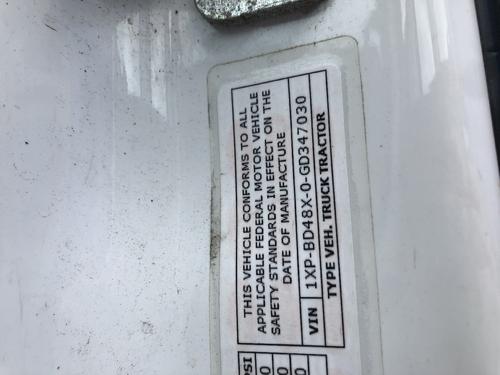 THIS VEHICLE CONFORMS TO ALL
APPLICABLE FEDERAL MOTOR VEHICLE
SAFETY STANDARDS IN EFFECT ON THE
DATE OF MANUFACTURE
VIN 1XP-BD48X-0-GD347030
TYPE VEH. TRUCK TRACTOR